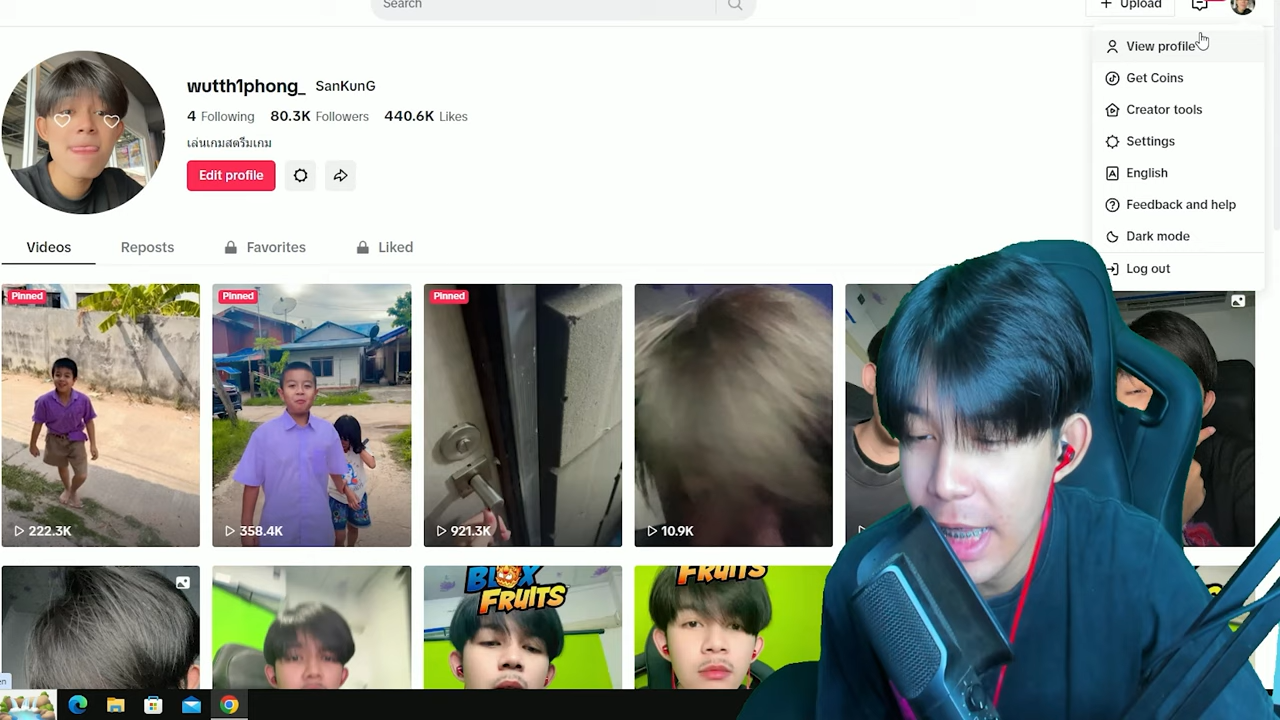 Search
Upload
wutth1phong_ SanKunG
4 Following 80.3K Followers 440.6K Likes
เล่นเกมสตรีมเกม
Edit profile
View profile
Get Coins
Creator tools
Settings
English
Feedback and help
Dark mode
Log out
Videos Reposts Favorites Liked
Pinned
Pinned
Pinned
222.3K
358.4K
921.3K
10.9K
BLOX
FRUITS
FRUITS